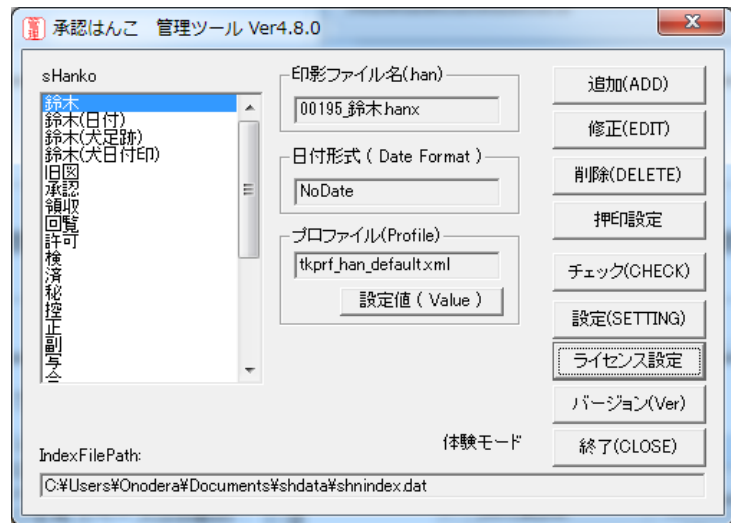 管理 承認はんこ 管理ツール Ver4.8.0
sHanko
鈴木
鈴木(日付)
鈴木(犬足跡)
鈴木(犬日付印)
旧図
承認
領収
回覧
許可
検
済
秘
控
正
副
写
印影ファイル名(han)
00195_鈴木.hanx
日付形式 ( Date Format )
NoDate
プロファイル(Profile)
tkprf_han_default.xml
設定値 ( Value )
追加(ADD)
修正(EDIT)
削除(DELETE)
押印設定
チェック(CHECK)
設定(SETTING)
ライセンス設定
バージョン(Ver)
終了(CLOSE)
体験モード
IndexFilePath:
C:¥Users¥Onodera¥Documents¥shdata¥shnindex.dat